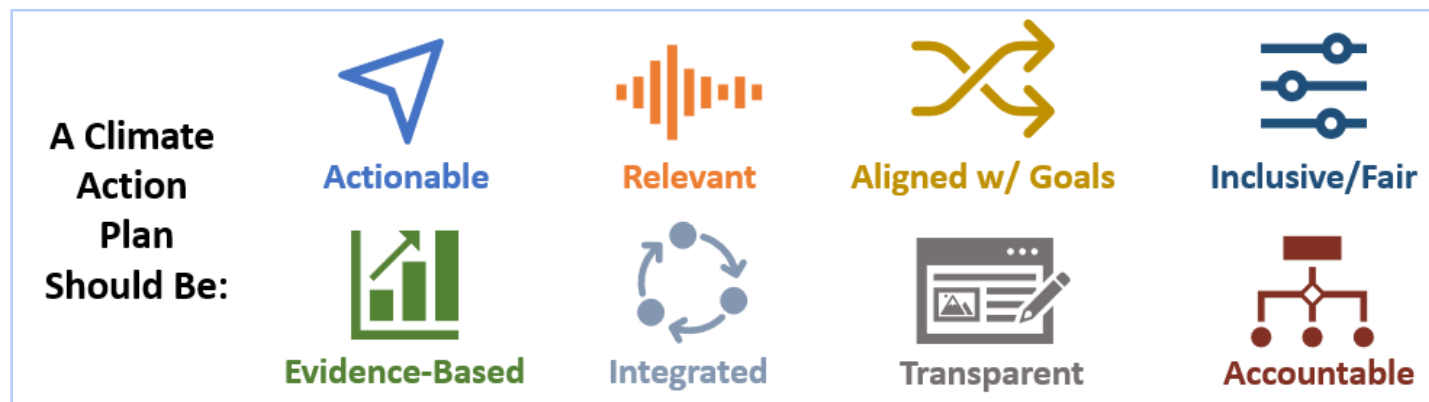 A Climate
Action
Plan
Should Be:
Actionable
Relevant
Aligned w/ Goals
Inclusive/Fair
Evidence-Based
Integrated
Transparent
Accountable